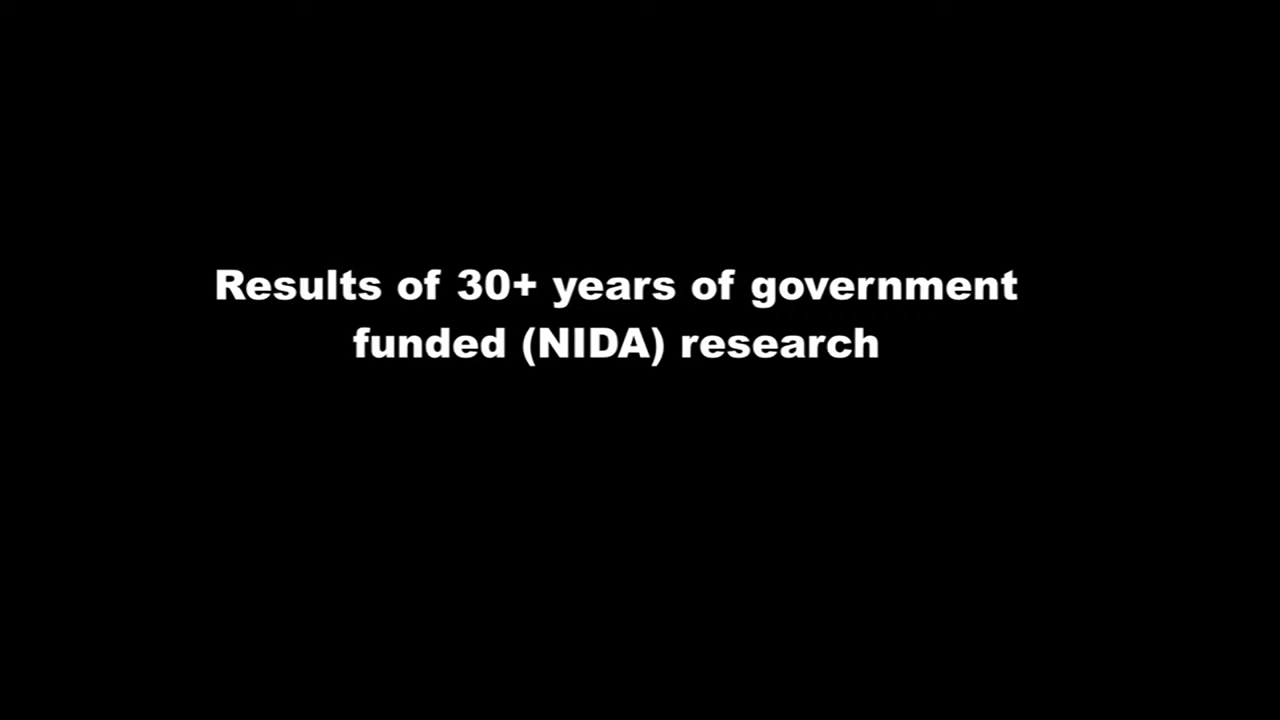 Results of 30+ years of government
funded (NIDA) research